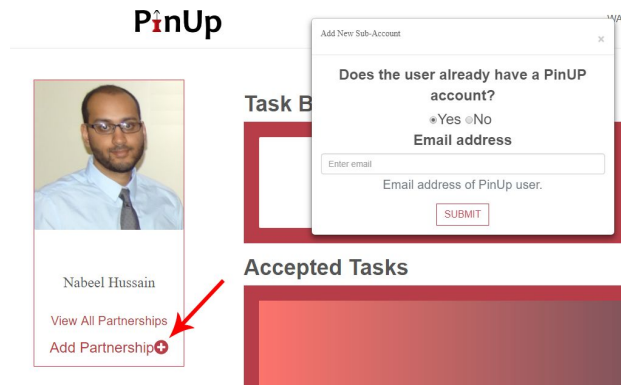 PinUp
WA
Add New Sub-Account
×
Does the user already have a PinUP
account?
Yes No
Email address
Enter email
Email address of PinUp user.
SUBMIT
Task B
Accepted Tasks
Nabeel Hussain
View All Partnerships
Add Partnership